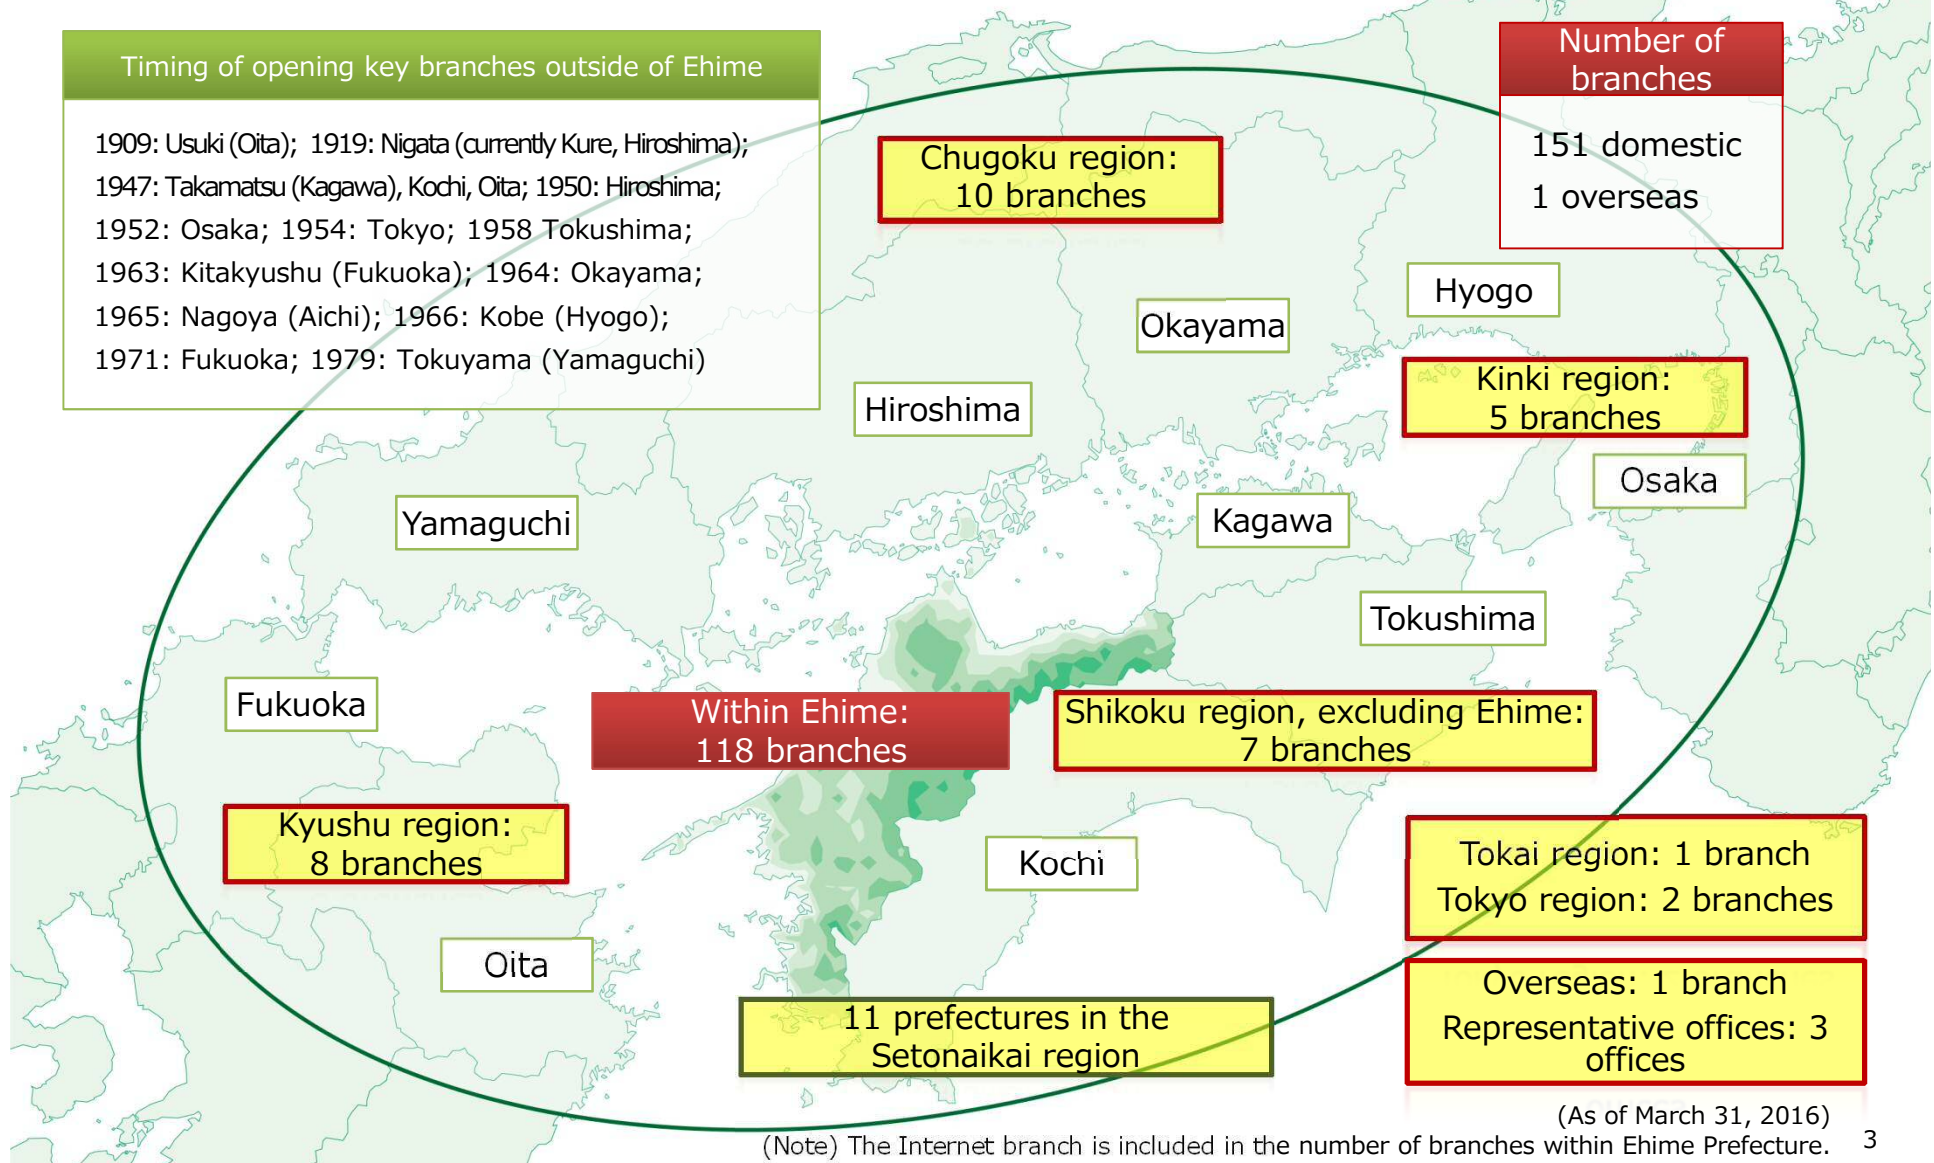 Timing of opening key branches outside of Ehime
1909: Usuki (Oita); 1919: Nigata (currently Kure, Hiroshima);
1947: Takamatsu (Kagawa), Kochi, Oita; 1950: Hiroshima;
1952: Osaka; 1954: Tokyo; 1958 Tokushima;
1963: Kitakyushu (Fukuoka); 1964: Okayama;
1965: Nagoya (Aichi); 1966: Kobe (Hyogo);
1971: Fukuoka; 1979: Tokuyama (Yamaguchi)
Number of
branches
151 domestic
1 overseas
Chugoku region:
10 branches
Hyogo
Okayama
Kinki region:
5 branches
Hiroshima
Osaka
Yamaguchi
Kagawa
Tokushima
Fukuoka
Within Ehime:
118 branches
Shikoku region, excluding Ehime:
7 branches
Kyushu region:
8 branches
Kochi
Tokai region: 1 branch
Tokyo region: 2 branches
Oita
Overseas: 1 branch
Representative offices: 3
offices
11 prefectures in the
Setonaikai region
(As of March 31, 2016)
(Note) The Internet branch is included in the number of branches within Ehime Prefecture.
3